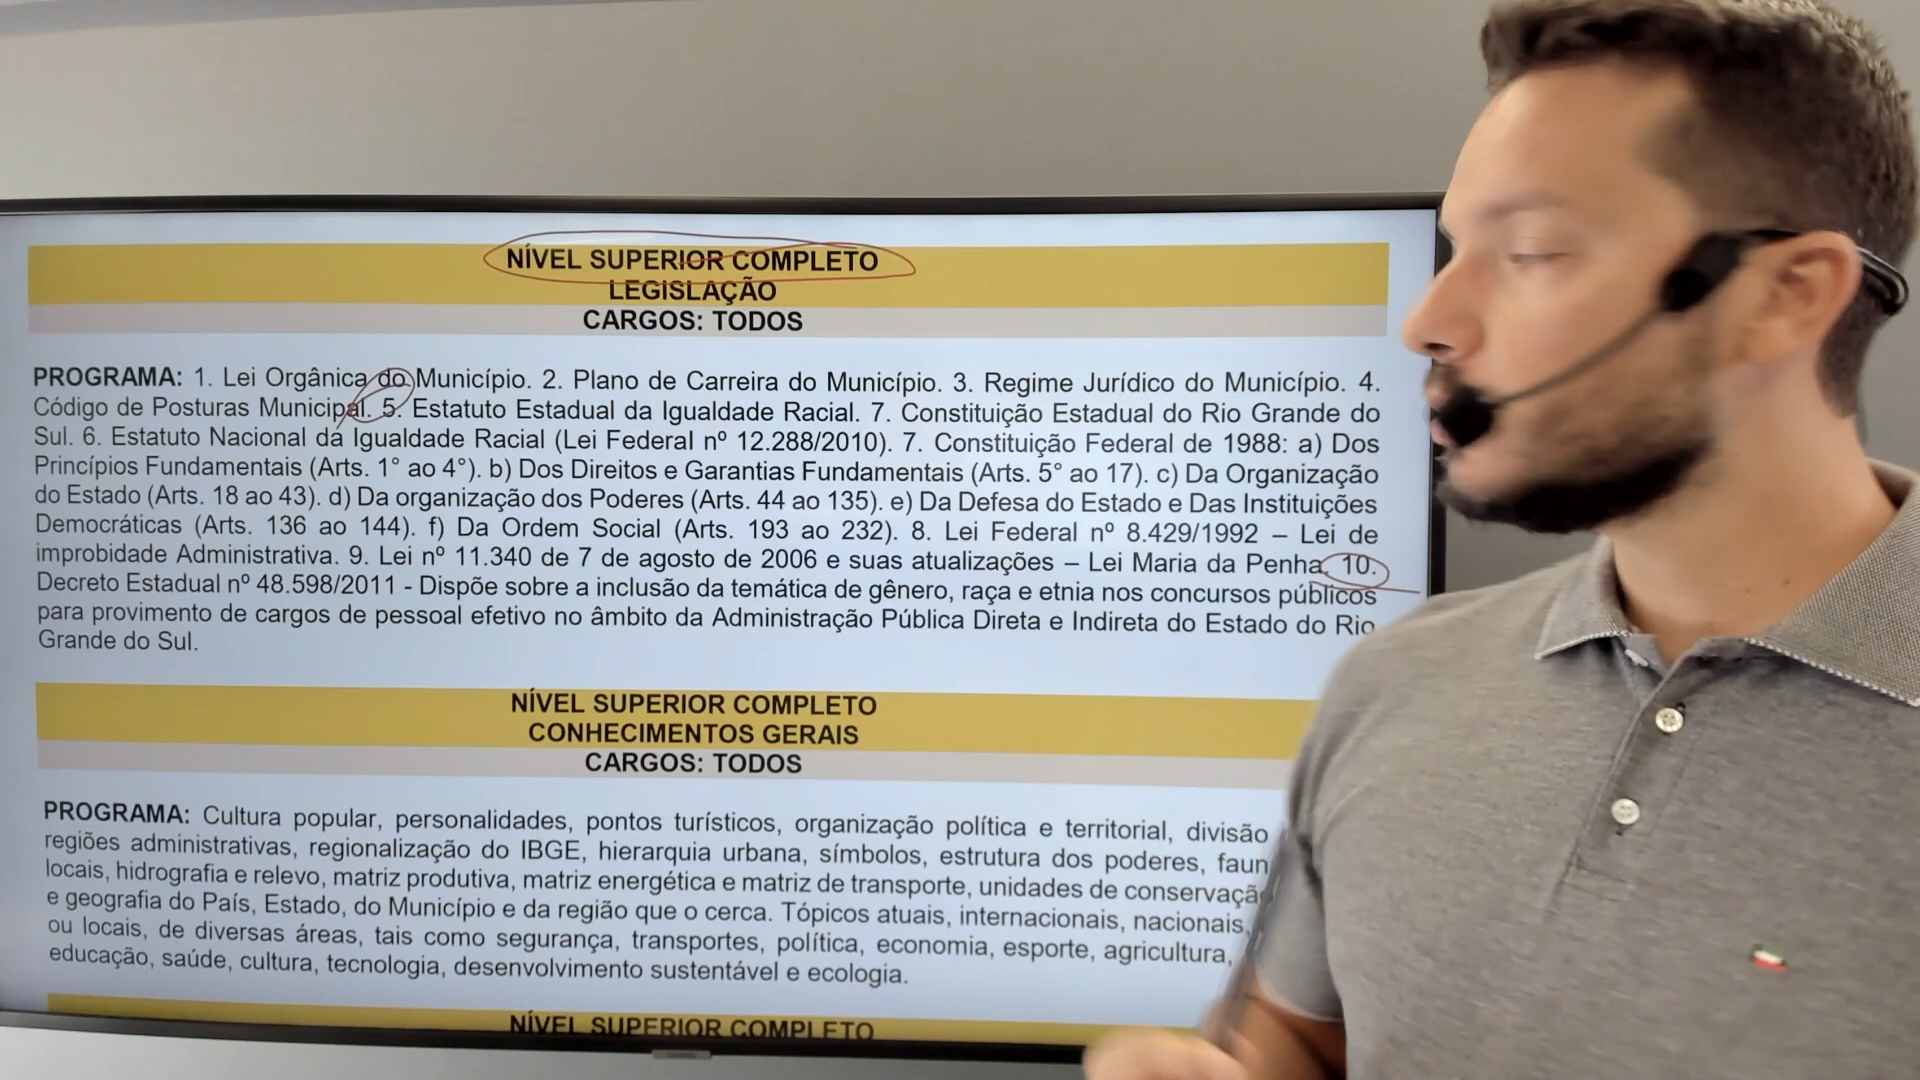 NÍVEL SUPERIOR COMPLETO
LEGISLAÇÃO
CARGOS: TODOS
PROGRAMA: 1. Lei Orgânica do Município. 2. Plano de Carreira do Município. 3. Regime Jurídico do Município. 4.
Código de Posturas Municipal. 5. Estatuto Estadual da Igualdade Racial. 7. Constituição Estadual do Rio Grande do
Sul. 6. Estatuto Nacional da Igualdade Racial (Lei Federal nº 12.288/2010). 7. Constituição Federal de 1988: a) Dos
Princípios Fundamentais (Arts. 1° ao 4°). b) Dos Direitos e Garantias Fundamentais (Arts. 5° ao 17). c) Da Organização
do Estado (Arts. 18 ao 43). d) Da organização dos Poderes (Arts. 44 ao 135). e) Da Defesa do Estado e Das Instituições
Democráticas (Arts. 136 ao 144). f) Da Ordem Social (Arts. 193 ao 232). 8. Lei Federal nº 8.429/1992 – Lei de
improbidade Administrativa. 9. Lei nº 11.340 de 7 de agosto de 2006 e suas atualizações – Lei Maria da Penha. 10.
Decreto Estadual nº 48.598/2011 - Dispõe sobre a inclusão da temática de gênero, raça e etnia nos concursos públicos
para provimento de cargos de pessoal efetivo no âmbito da Administração Pública Direta e Indireta do Estado do Rio
Grande do Sul.
NÍVEL SUPERIOR COMPLETO
CONHECIMENTOS GERAIS
CARGOS: TODOS
PROGRAMA: Cultura popular, personalidades, pontos turísticos, organização política e territorial, divisão
regiões administrativas, regionalização do IBGE, hierarquia urbana, símbolos, estrutura dos poderes, faun
locais, hidrografia e relevo, matriz produtiva, matriz energética e matriz de transporte, unidades de conservaçã
e geografia do País, Estado, do Município e da região que o cerca. Tópicos atuais, internacionais, nacionais,
ou locais, de diversas áreas, tais como segurança, transportes, política, economia, esporte, agricultura,
educação, saúde, cultura, tecnologia, desenvolvimento sustentável e ecologia.
NÍVEL SUPERIOR COMPLETO